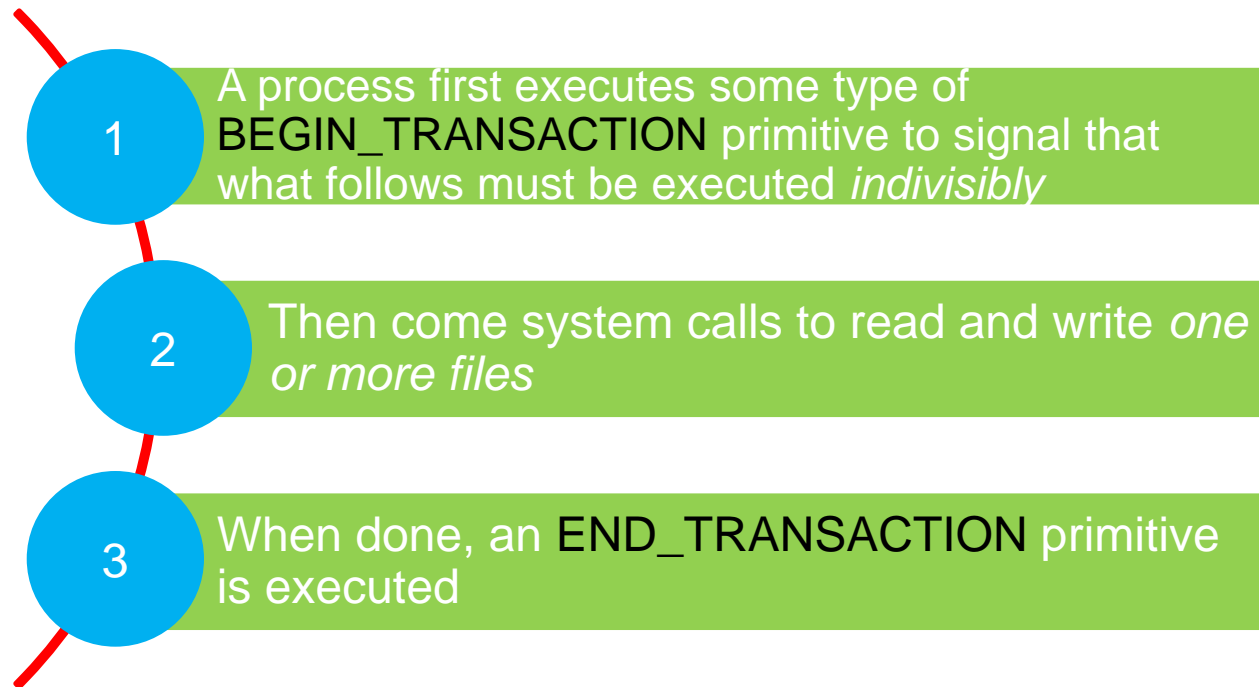 1
A process first executes some type of
BEGIN_TRANSACTION primitive to signal that
what follows must be executed indivisibly
2
Then come system calls to read and write one
or more files
3
When done, an END_TRANSACTION primitive
is executed